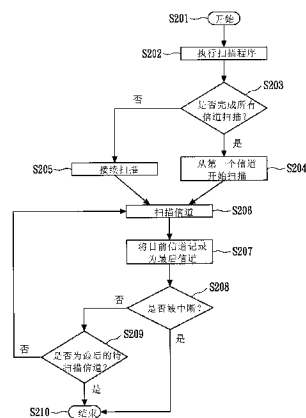 S201
开始
S202
执行扫描程序
S203
是否完成所有
信道扫描?
否
是
S205
接续扫描
从第一个信道
开始扫描
S204
扫描信道
S206
将目前信道记录
为最后信道
S207
S208
是否被中断?
否
是
S209
是否为最后的待
扫描信道?
否
是
S210
结束